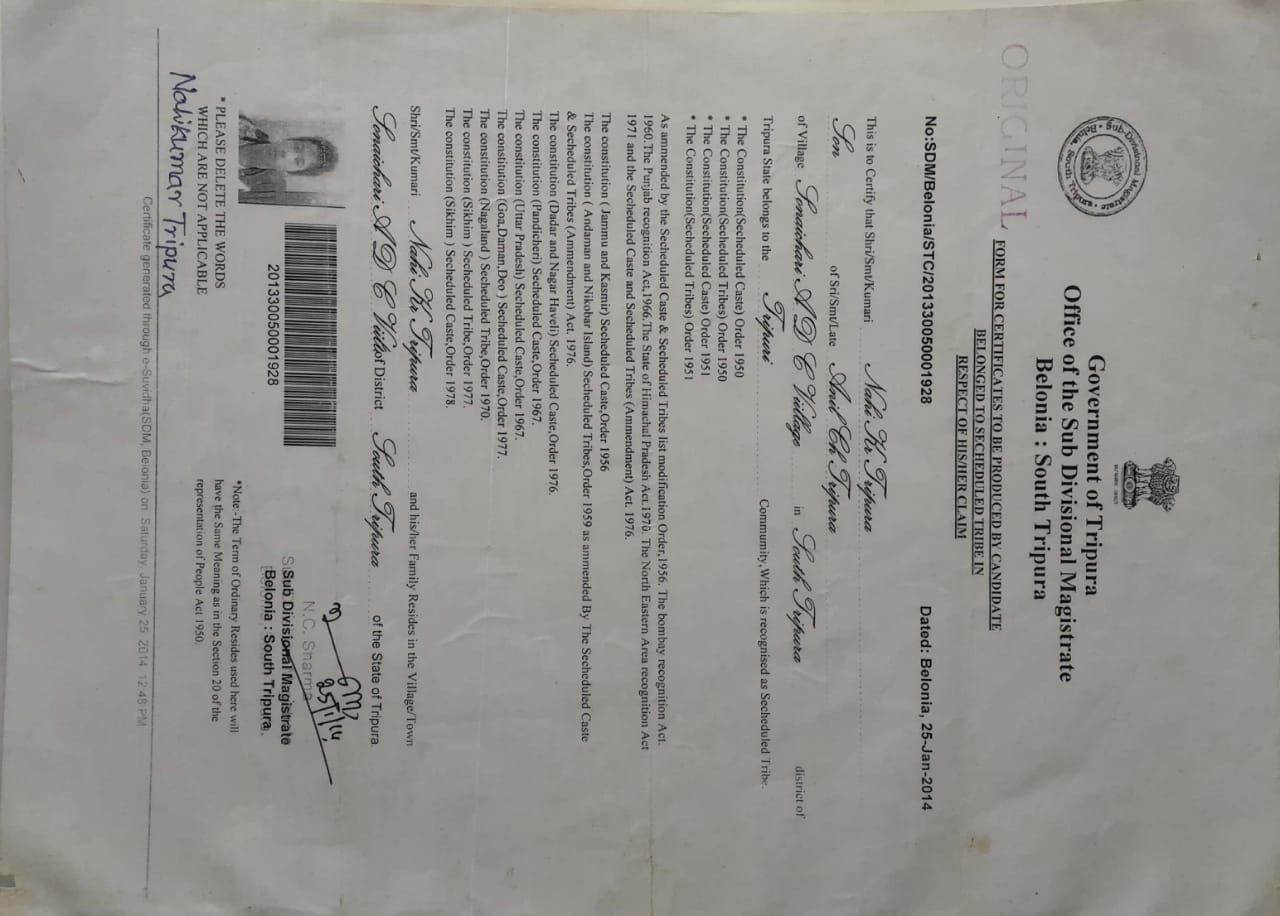 Sub-Divisional Magistrate
Belonia, South Tripura
Government of Tripura
Office of the Sub Divisional Magistrate
Belonia : South Tripura
ORIGINAL
FORM FOR CERTIFICATES TO BE PRODUCED BY CANDIDATE
BELONGED TO SECHEDULED TRIBE IN
RESPECT OF HIS/HER CLAIM
No:SDM/Belonia/STC/201330050001928 Dated: Belonia, 25-Jan-2014
This is to Certify that Shri/Smt/Kumari Nahi Kr Tripura
Son of Sri/Smt/Late Anil Ch Tripura
of Village Sonaichari A D C Viillage in South Tripura district of
Tripura State belongs to the Tripuri Commumity,Which is recognised as Secheduled Tribe.
* The Constitution(Secheduled Caste) Order 1950
* The Constitution(Secheduled Tribes) Order 1950
* The Constitution(Secheduled Caste) Order 1951
* The Constitution(Secheduled Tribes) Order 1951
As ammended by the Secheduled Caste & Secheduled Tribes list modification Order,1956. The bombay recognition Act.
1960.The Punjab recognition Act,1966.The State of Himachal Pradesh Act.1970. The North Eastern Area recognition Act
1971 and the Secheduled Caste and Secheduled Tribes (Ammendment) Act. 1976.
The constitution ( Jammu and Kasmir) Secheduled Caste,Order 1956
The constitution ( Andaman and Nikobar Island) Secheduled Tribes,Order 1959 as ammended By The Secheduled Caste
& Secheduled Tribes (Ammendment) Act. 1976.
The constitution (Dadar and Nagar Haveli) Secheduled Caste,Order 1976.
The constitution (Pandicheri) Secheduled Caste,Order 1967.
The constitution (Uttar Pradesh) Secheduled Caste,Order 1967.
The constitution (Goa,Daman,Deo ) Secheduled Caste,Order 1977.
The constitution (Nagaland ) Secheduled Tribe,Order 1970.
The constitution (Sikhim ) Secheduled Tribe,Order 1977.
The constitution (Sikhim ) Secheduled Caste,Order 1978.
Shri/Smt/Kumari Nahi Kr Tripura and his/her Family Resides in the Village/Town
Sonaichari A D C of District South Tripura of the State of Tripura.
25/1/14
N.C. Sharma
201330050001928
Sub Divisional Magistrate
Belonia : South Tripura.
*Note:-The Term of Ordinary Resides used here will
have the Same Meaning as in the Section 20 of the
representation of People Act 1950.
* PLEASE DELETE THE WORDS
WHICH ARE NOT APPLICABLE
Nahikumar Tripura
Certificate generated through e-Suvidha(SDM, Belonia) on Saturday, January 25, 2014 12:48 PM